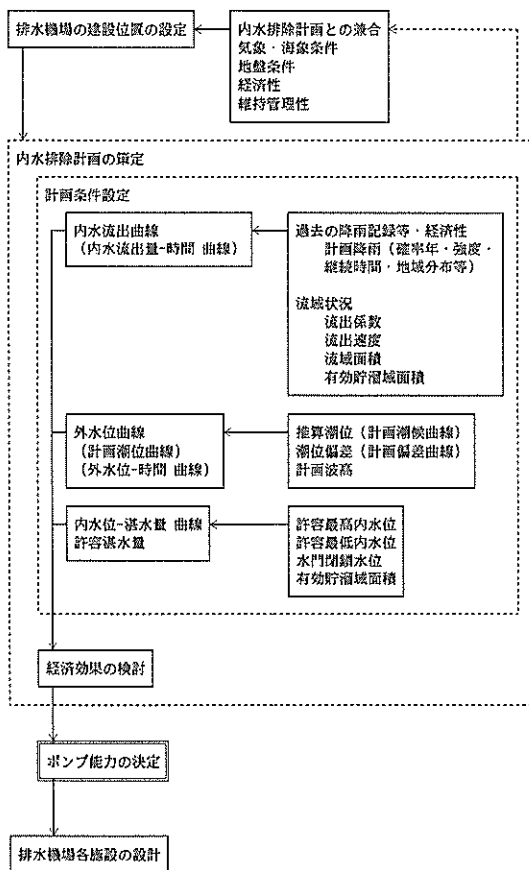 排水機場の建設位置の設定
内水排除計画との競合
気象・海象条件
地盤条件
経済性
維持管理性
内水排除計画の策定
計画条件設定
内水流出曲線
(内水流出量-時間 曲線)
過去の降雨記録等・経済性
計画降雨（確率年・強度・
継続時間・地域分布等）
流域状況
流出係数
流出速度
流域面積
有効貯溜域面積
外水位曲線
(計画潮位曲線)
(外水位-時間 曲線)
推算潮位（計画潮候曲線）
潮位偏差（計画偏差曲線）
計画波高
内水位-湛水量 曲線
許容湛水量
許容最高内水位
許容最低内水位
水門閉鎖水位
有効貯溜域面積
経済効果の検討
ポンプ能力の決定
排水機場各施設の設計